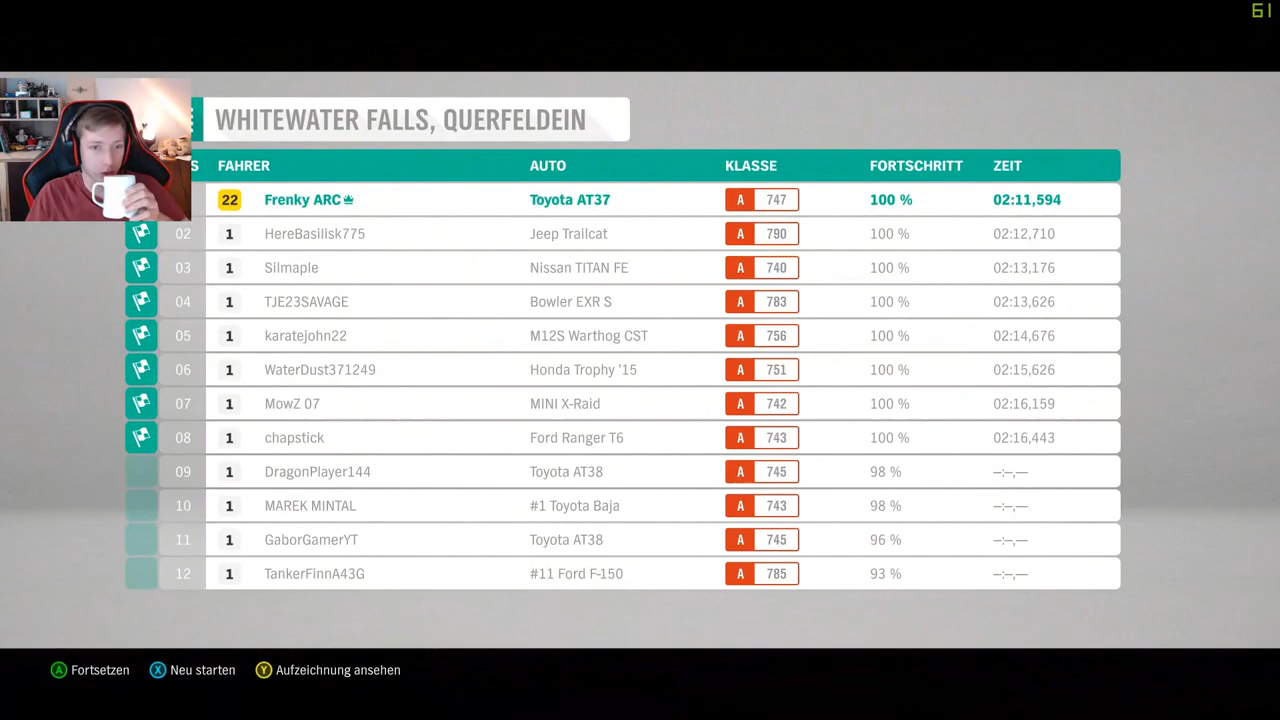 61
WHITEWATER FALLS, QUERFELDEIN
S FAHRER AUTO KLASSE FORTSCHRITT ZEIT
22 Frenky ARC Toyota AT37 A 747 100 % 02:11,594
02 1 HereBasilisk775 Jeep Trailcat A 790 100 % 02:12,710
03 1 Silmaple Nissan TITAN FE A 740 100 % 02:13,176
04 1 TJE23SAVAGE Bowler EXR S A 783 100 % 02:13,626
05 1 karatejohn22 M12S Warthog CST A 756 100 % 02:14,676
06 1 WaterDust371249 Honda Trophy '15 A 751 100 % 02:15,626
07 1 MowZ 07 MINI X-Raid A 742 100 % 02:16,159
08 1 chapstick Ford Ranger T6 A 743 100 % 02:16,443
09 1 DragonPlayer144 Toyota AT38 A 745 98 % --:--,---
10 1 MAREK MINTAL #1 Toyota Baja A 743 98 % --:--,---
11 1 GaborGamerYT Toyota AT38 A 745 96 % --:--,---
12 1 TankerFinnA43G #11 Ford F-150 A 785 93 % --:--,---
A Fortsetzen X Neu starten Y Aufzeichnung ansehen